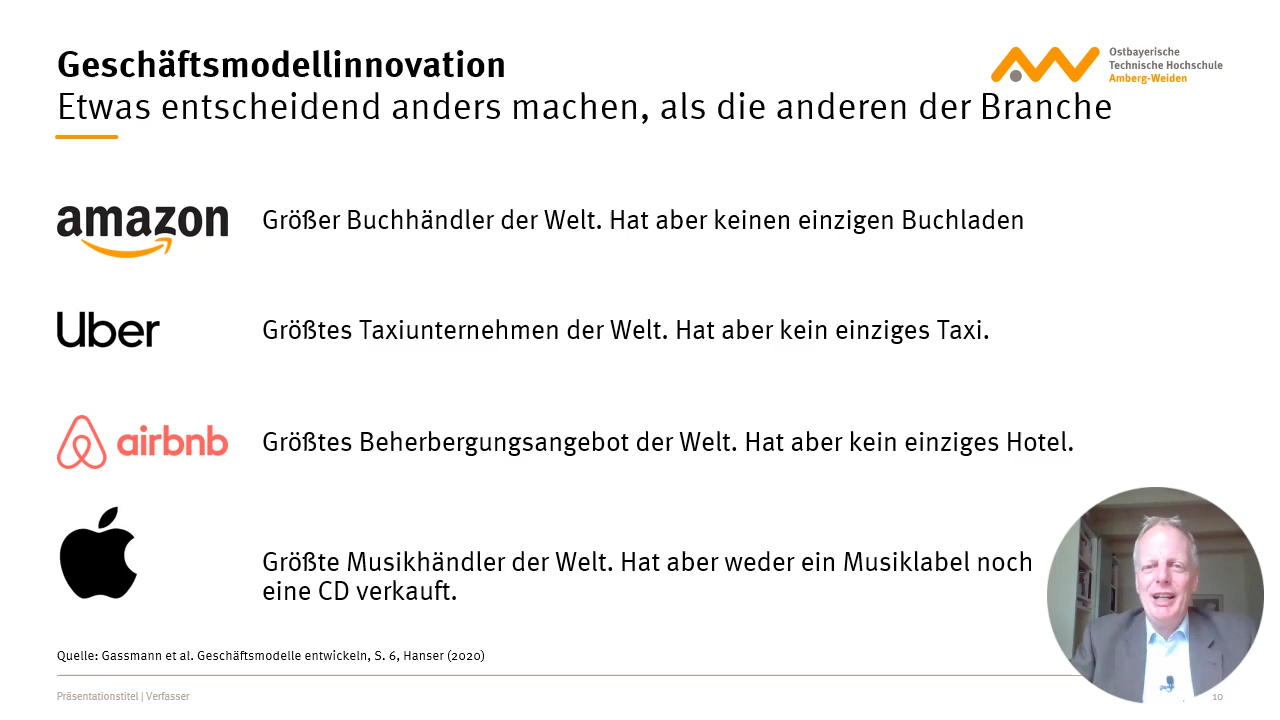 Geschäftsmodellinnovation
Etwas entscheidend anders machen, als die anderen der Branche
Ostbayerische
Technische Hochschule
Amberg-Weiden
amazon
Größer Buchhändler der Welt. Hat aber keinen einzigen Buchladen
Uber
Größtes Taxiunternehmen der Welt. Hat aber kein einziges Taxi.
airbnb
Größtes Beherbergungsangebot der Welt. Hat aber kein einziges Hotel.
Größte Musikhändler der Welt. Hat aber weder ein Musiklabel noch
eine CD verkauft.
Quelle: Gassmann et al. Geschäftsmodelle entwickeln, S. 6, Hanser (2020)
Präsentationstitel | Verfasser
10